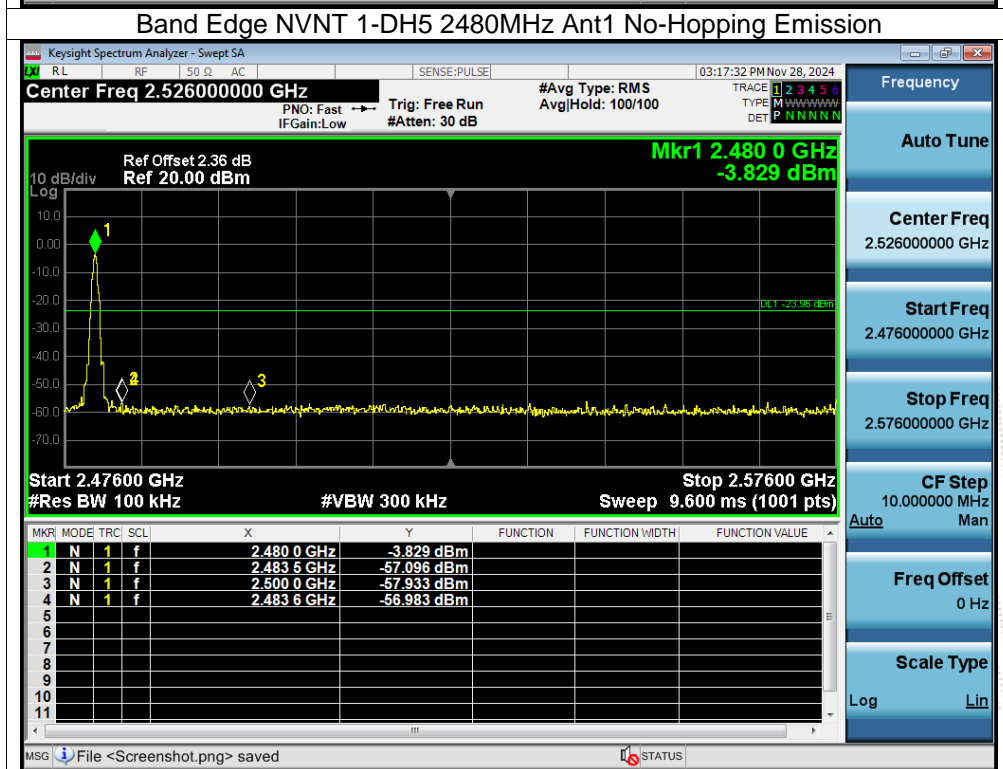 Band Edge NVNT 1-DH5 2480MHz Ant1 No-Hopping Emission
Keysight Spectrum Analyzer - Swept SA
LXI RL RF 50 Ω AC SENSE:PULSE 03:17:32 PM Nov 28, 2024
Center Freq 2.526000000 GHz #Avg Type: RMS TRACE 1 2 3 4 5 6
PNO: Fast Trig: Free Run Avg|Hold: 100/100 TYPE M WWWWW
IFGain:Low #Atten: 30 dB DET P N N N N N
Ref Offset 2.36 dB Mkr1 2.480 0 GHz
10 dB/div Ref 20.00 dBm -3.829 dBm
Log
10.0
1
0.00
-10.0
-20.0
DL1 -23.96 dBm
-30.0
-40.0
-50.0
2 4 3
-60.0
-70.0
Start 2.47600 GHz Stop 2.57600 GHz
#Res BW 100 kHz #VBW 300 kHz Sweep 9.600 ms (1001 pts)
MKR MODE TRC SCL X Y FUNCTION FUNCTION WIDTH FUNCTION VALUE
1 N 1 f 2.480 0 GHz -3.829 dBm
2 N 1 f 2.483 5 GHz -57.096 dBm
3 N 1 f 2.500 0 GHz -57.933 dBm
4 N 1 f 2.483 6 GHz -56.983 dBm
5
6
7
8
9
10
11
MSG File <Screenshot.png> saved STATUS
Frequency
Auto Tune
Center Freq
2.526000000 GHz
Start Freq
2.476000000 GHz
Stop Freq
2.576000000 GHz
CF Step
10.000000 MHz
Auto Man
Freq Offset
0 Hz
Scale Type
Log Lin